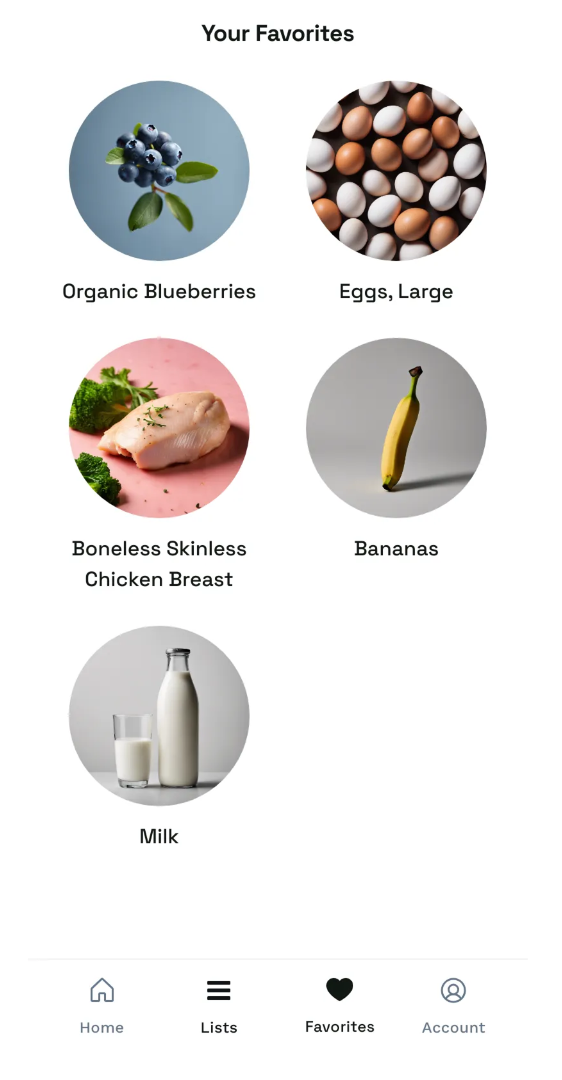 Your Favorites
Organic Blueberries
Eggs, Large
Boneless Skinless
Chicken Breast
Bananas
Milk
Home
Lists
Favorites
Account